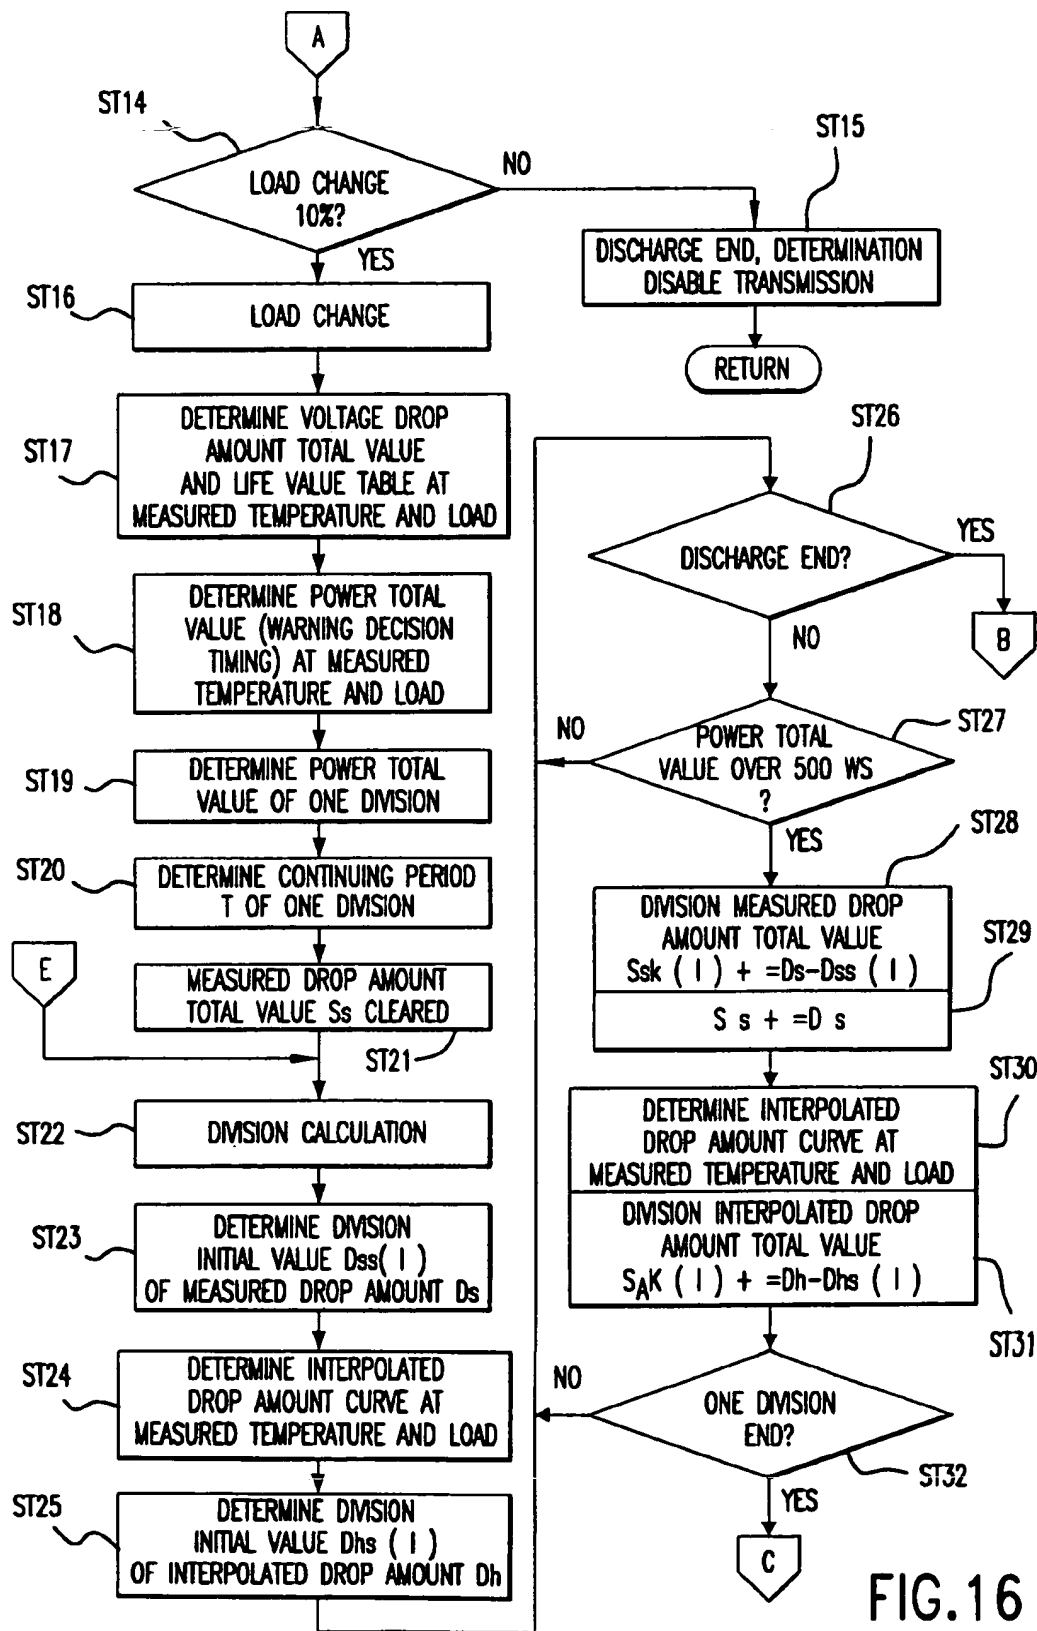 A
ST14
LOAD CHANGE
10%?
NO
YES
ST15
DISCHARGE END, DETERMINATION
DISABLE TRANSMISSION
RETURN
ST16
LOAD CHANGE
ST17
DETERMINE VOLTAGE DROP
AMOUNT TOTAL VALUE
AND LIFE VALUE TABLE AT
MEASURED TEMPERATURE AND LOAD
ST18
DETERMINE POWER TOTAL
VALUE (WARNING DECISION
TIMING) AT MEASURED
TEMPERATURE AND LOAD
ST19
DETERMINE POWER TOTAL
VALUE OF ONE DIVISION
ST20
DETERMINE CONTINUING PERIOD
T OF ONE DIVISION
E
MEASURED DROP AMOUNT
TOTAL VALUE Ss CLEARED
ST21
ST22
DIVISION CALCULATION
ST23
DETERMINE DIVISION
INITIAL VALUE Dss( I )
OF MEASURED DROP AMOUNT Ds
ST24
DETERMINE INTERPOLATED
DROP AMOUNT CURVE AT
MEASURED TEMPERATURE AND LOAD
ST25
DETERMINE DIVISION
INITIAL VALUE Dhs ( I )
OF INTERPOLATED DROP AMOUNT Dh
ST26
DISCHARGE END?
YES
B
NO
ST27
POWER TOTAL
VALUE OVER 500 WS
?
NO
YES
ST28
DIVISION MEASURED DROP
AMOUNT TOTAL VALUE
Ssk ( I ) + =Ds-Dss ( I )
ST29
S s + =D s
ST30
DETERMINE INTERPOLATED
DROP AMOUNT CURVE AT
MEASURED TEMPERATURE AND LOAD
DIVISION INTERPOLATED DROP
AMOUNT TOTAL VALUE
SAK ( I ) + =Dh-Dhs ( I )
ST31
ONE DIVISION
END?
NO
ST32
YES
C
FIG.16